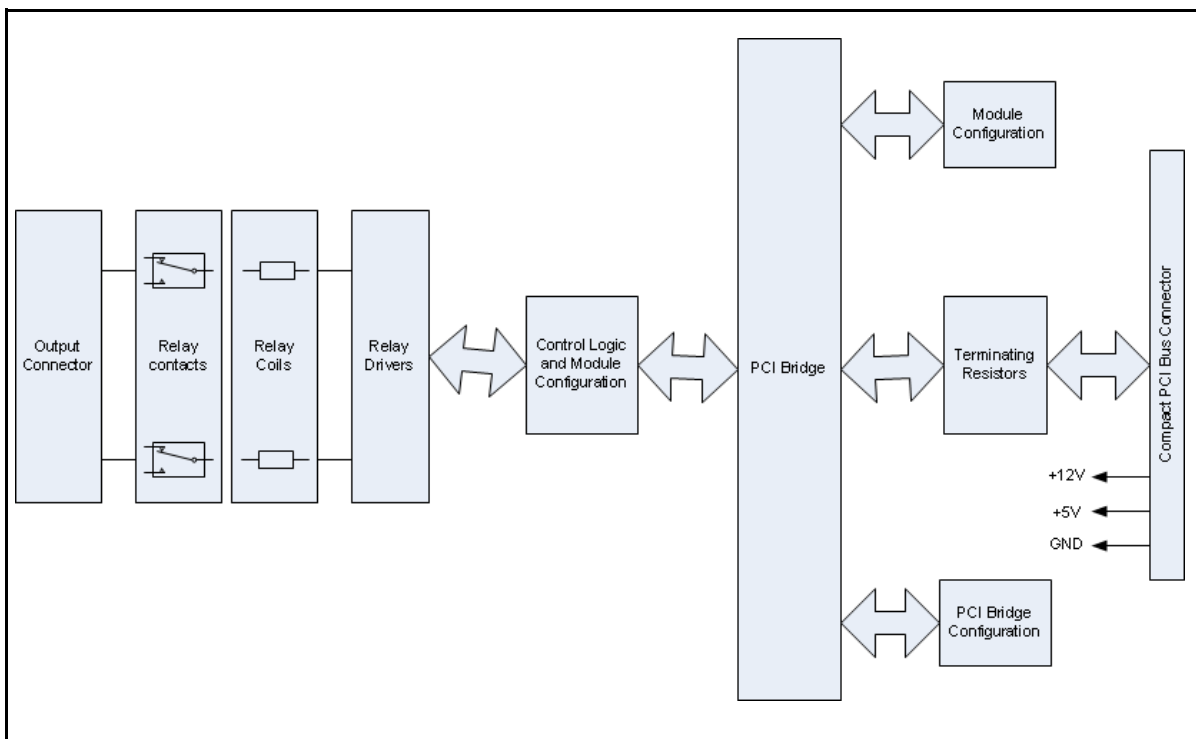 Output
Connector
Relay
contacts
Relay
Coils
Relay
Drivers
Control Logic
and Module
Configuration
PCI Bridge
Module
Configuration
Terminating
Resistors
PCI Bridge
Configuration
Compact PCI Bus Connector
+12V
+5V
GND